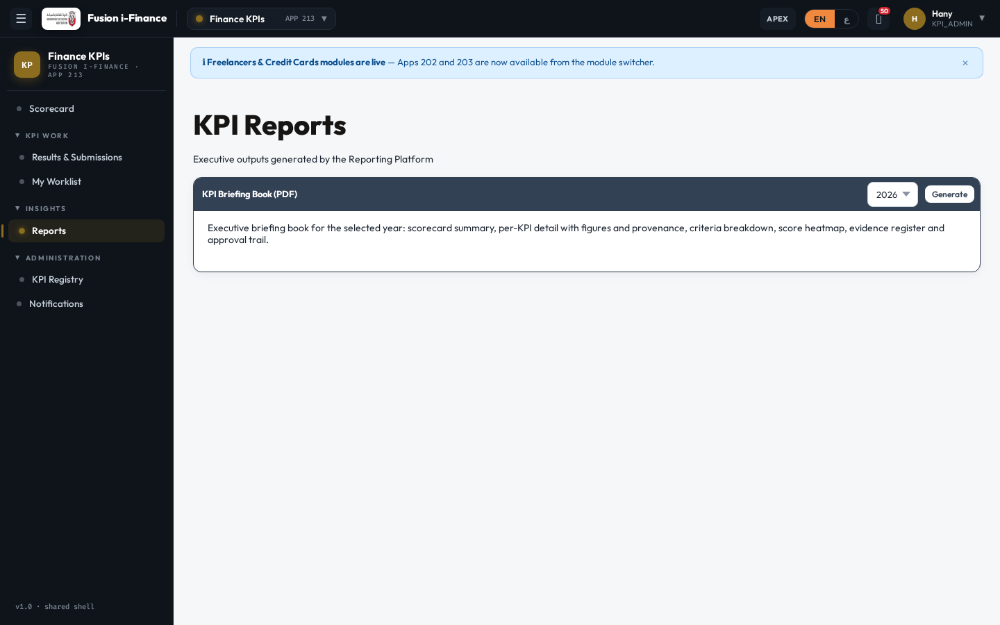 ☰
Fusion i-Finance
Finance KPIs APP 213 ▼
APEX
EN ع
50
H
Hany
KPI_ADMIN ▼
KP
Finance KPIs
FUSION I-FINANCE ·
APP 213
Scorecard
▼ KPI WORK
Results & Submissions
My Worklist
▼ INSIGHTS
Reports
▼ ADMINISTRATION
KPI Registry
Notifications
v1.0 · shared shell
ℹ Freelancers & Credit Cards modules are live — Apps 202 and 203 are now available from the module switcher. ×
KPI Reports
Executive outputs generated by the Reporting Platform
KPI Briefing Book (PDF) 2026 Generate
Executive briefing book for the selected year: scorecard summary, per-KPI detail with figures and provenance, criteria breakdown, score heatmap, evidence register and
approval trail.